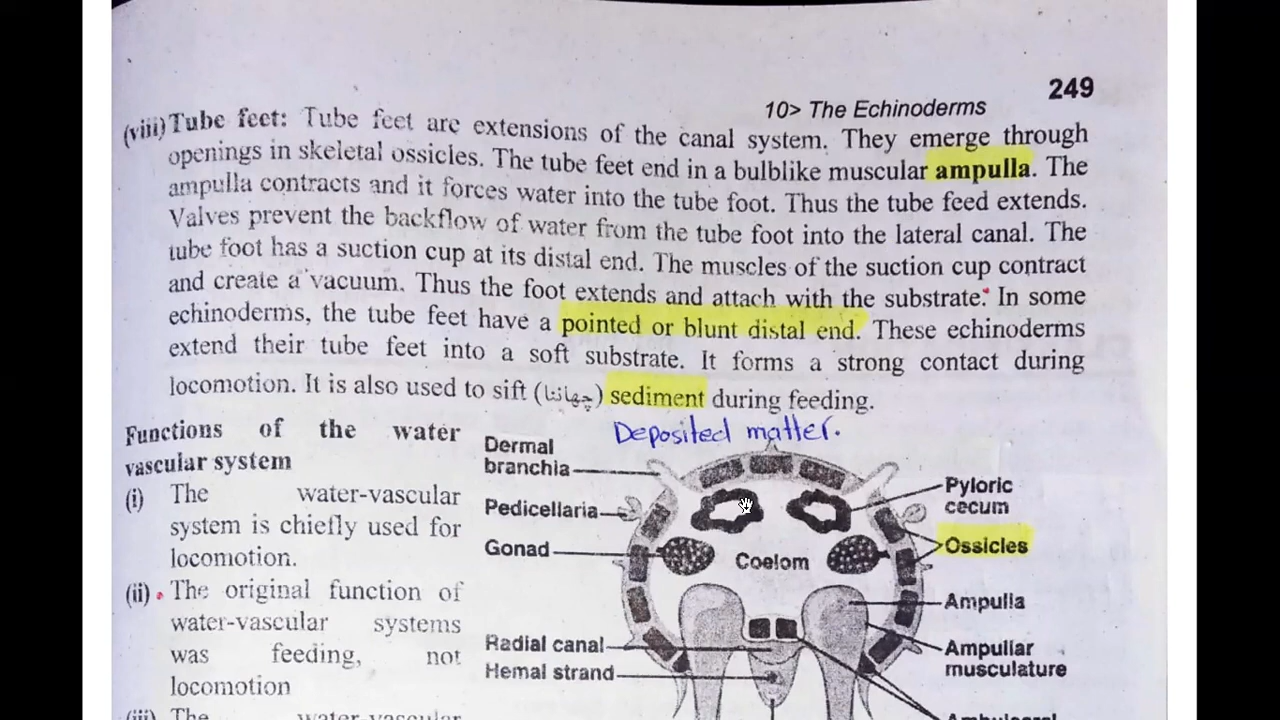 249
10> The Echinoderms
(viii) Tube feet: Tube feet are extensions of the canal system. They emerge through
openings in skeletal ossicles. The tube feet end in a bulblike muscular ampulla. The
ampulla contracts and it forces water into the tube foot. Thus the tube feed extends.
Valves prevent the backflow of water from the tube foot into the lateral canal. The
tube foot has a suction cup at its distal end. The muscles of the suction cup contract
and create a vacuum. Thus the foot extends and attach with the substrate. In some
echinoderms, the tube feet have a pointed or blunt distal end. These echinoderms
extend their tube feet into a soft substrate. It forms a strong contact during
locomotion. It is also used to sift (چھاننا) sediment during feeding.
Deposited matter.
Functions of the water
vascular system
(i) The water-vascular
system is chiefly used for
locomotion.
(ii) The original function of
water-vascular systems
was feeding, not
locomotion
(iii) The water-vascular
Dermal
branchia
Pedicellaria
Gonad
Coelom
Radial canal
Hemal strand
Pyloric
cecum
Ossicles
Ampulla
Ampullar
musculature